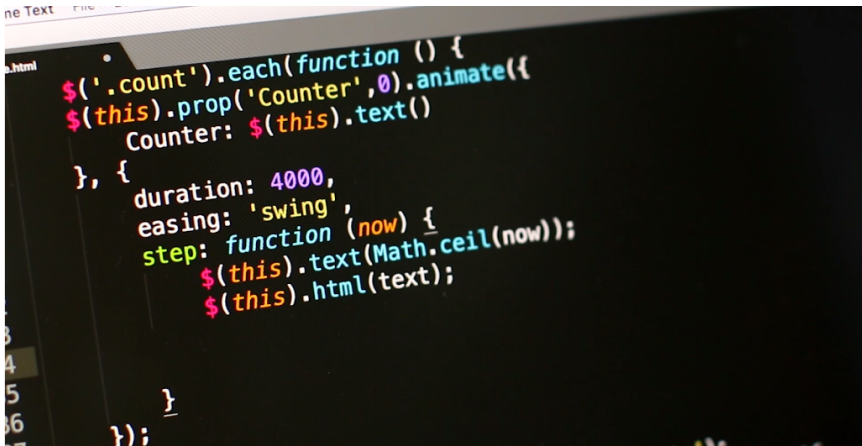 me Text File
e.html
$('.count').each(function () {
$(this).prop('Counter',0).animate({
Counter: $(this).text()
}, {
duration: 4000,
easing: 'swing',
step: function (now) {
$(this).text(Math.ceil(now));
$(this).html(text);
}
});
3
4
5
36